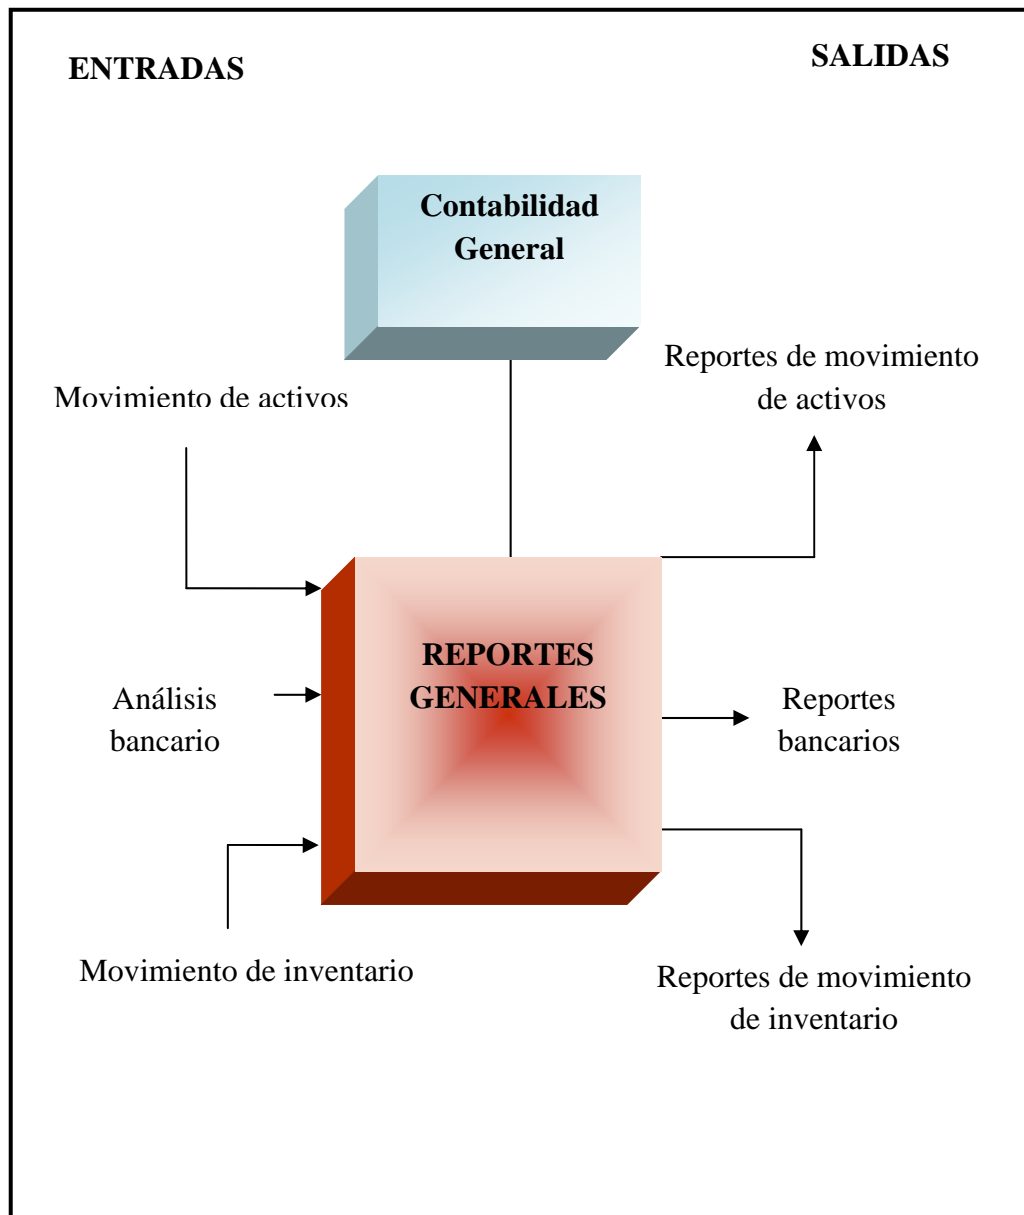 ENTRADAS
SALIDAS
Contabilidad
General
Reportes de movimiento
de activos
Movimiento de activos
REPORTES
GENERALES
Análisis
bancario
Reportes
bancarios
Movimiento de inventario
Reportes de movimiento
de inventario